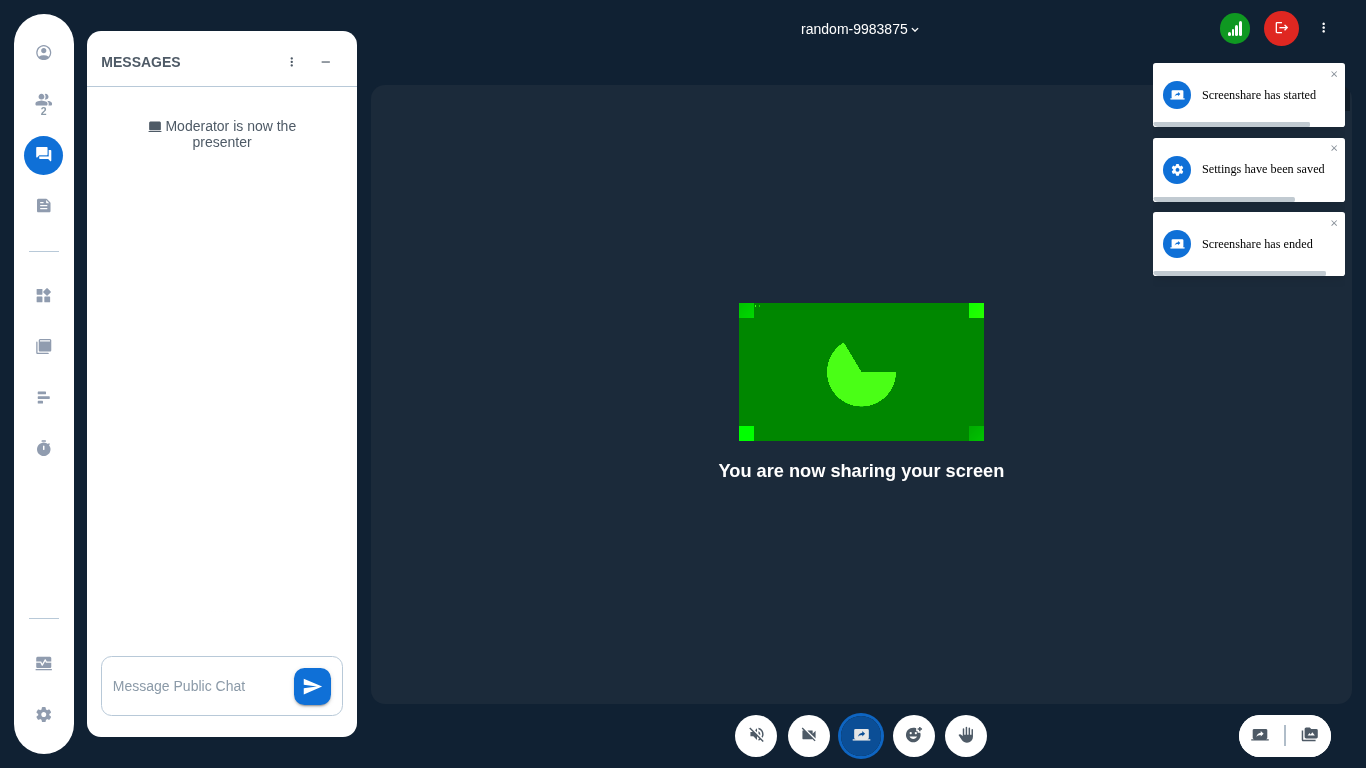 random-9983875
2
MESSAGES
Moderator is now the
presenter
Message Public Chat
You are now sharing your screen
Screenshare has started
Settings have been saved
Screenshare has ended